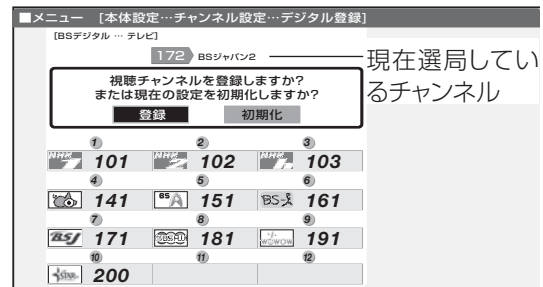 ■メニュー [本体設定…チャンネル設定…デジタル登録]
[BSデジタル … テレビ]
172 BSジャパン2
現在選局してい
るチャンネル
視聴チャンネルを登録しますか?
または現在の設定を初期化しますか?
登録 初期化
1 2 3
101 102 103
4 5 6
141 151 161
7 8 9
BSJ 171 181 WOWOW 191
10 11 12
200